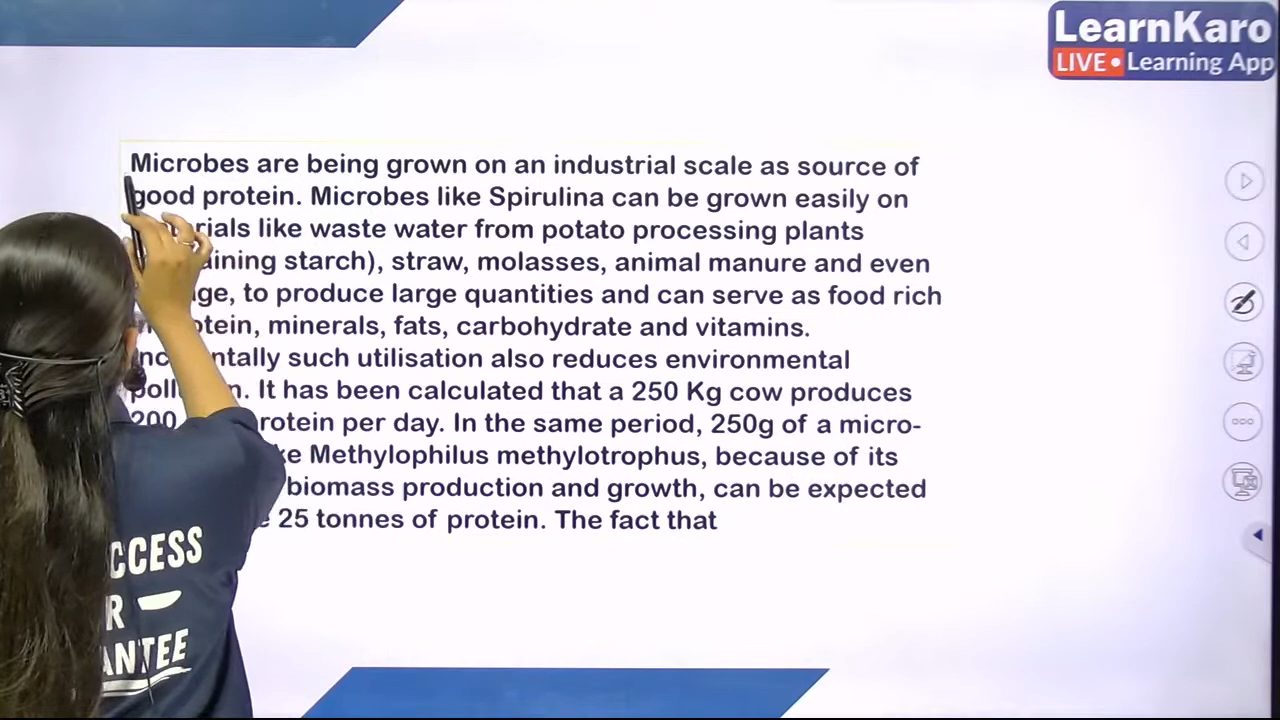 LearnKaro
LIVE • Learning App
Microbes are being grown on an industrial scale as source of
good protein. Microbes like Spirulina can be grown easily on
rials like waste water from potato processing plants
aining starch), straw, molasses, animal manure and even
ge, to produce large quantities and can serve as food rich
otein, minerals, fats, carbohydrate and vitamins.
ntally such utilisation also reduces environmental
It has been calculated that a 250 Kg cow produces
200 rotein per day. In the same period, 250g of a micro-
ke Methylophilus methylotrophus, because of its
biomass production and growth, can be expected
25 tonnes of protein. The fact that
CCESS
R
ANTEE